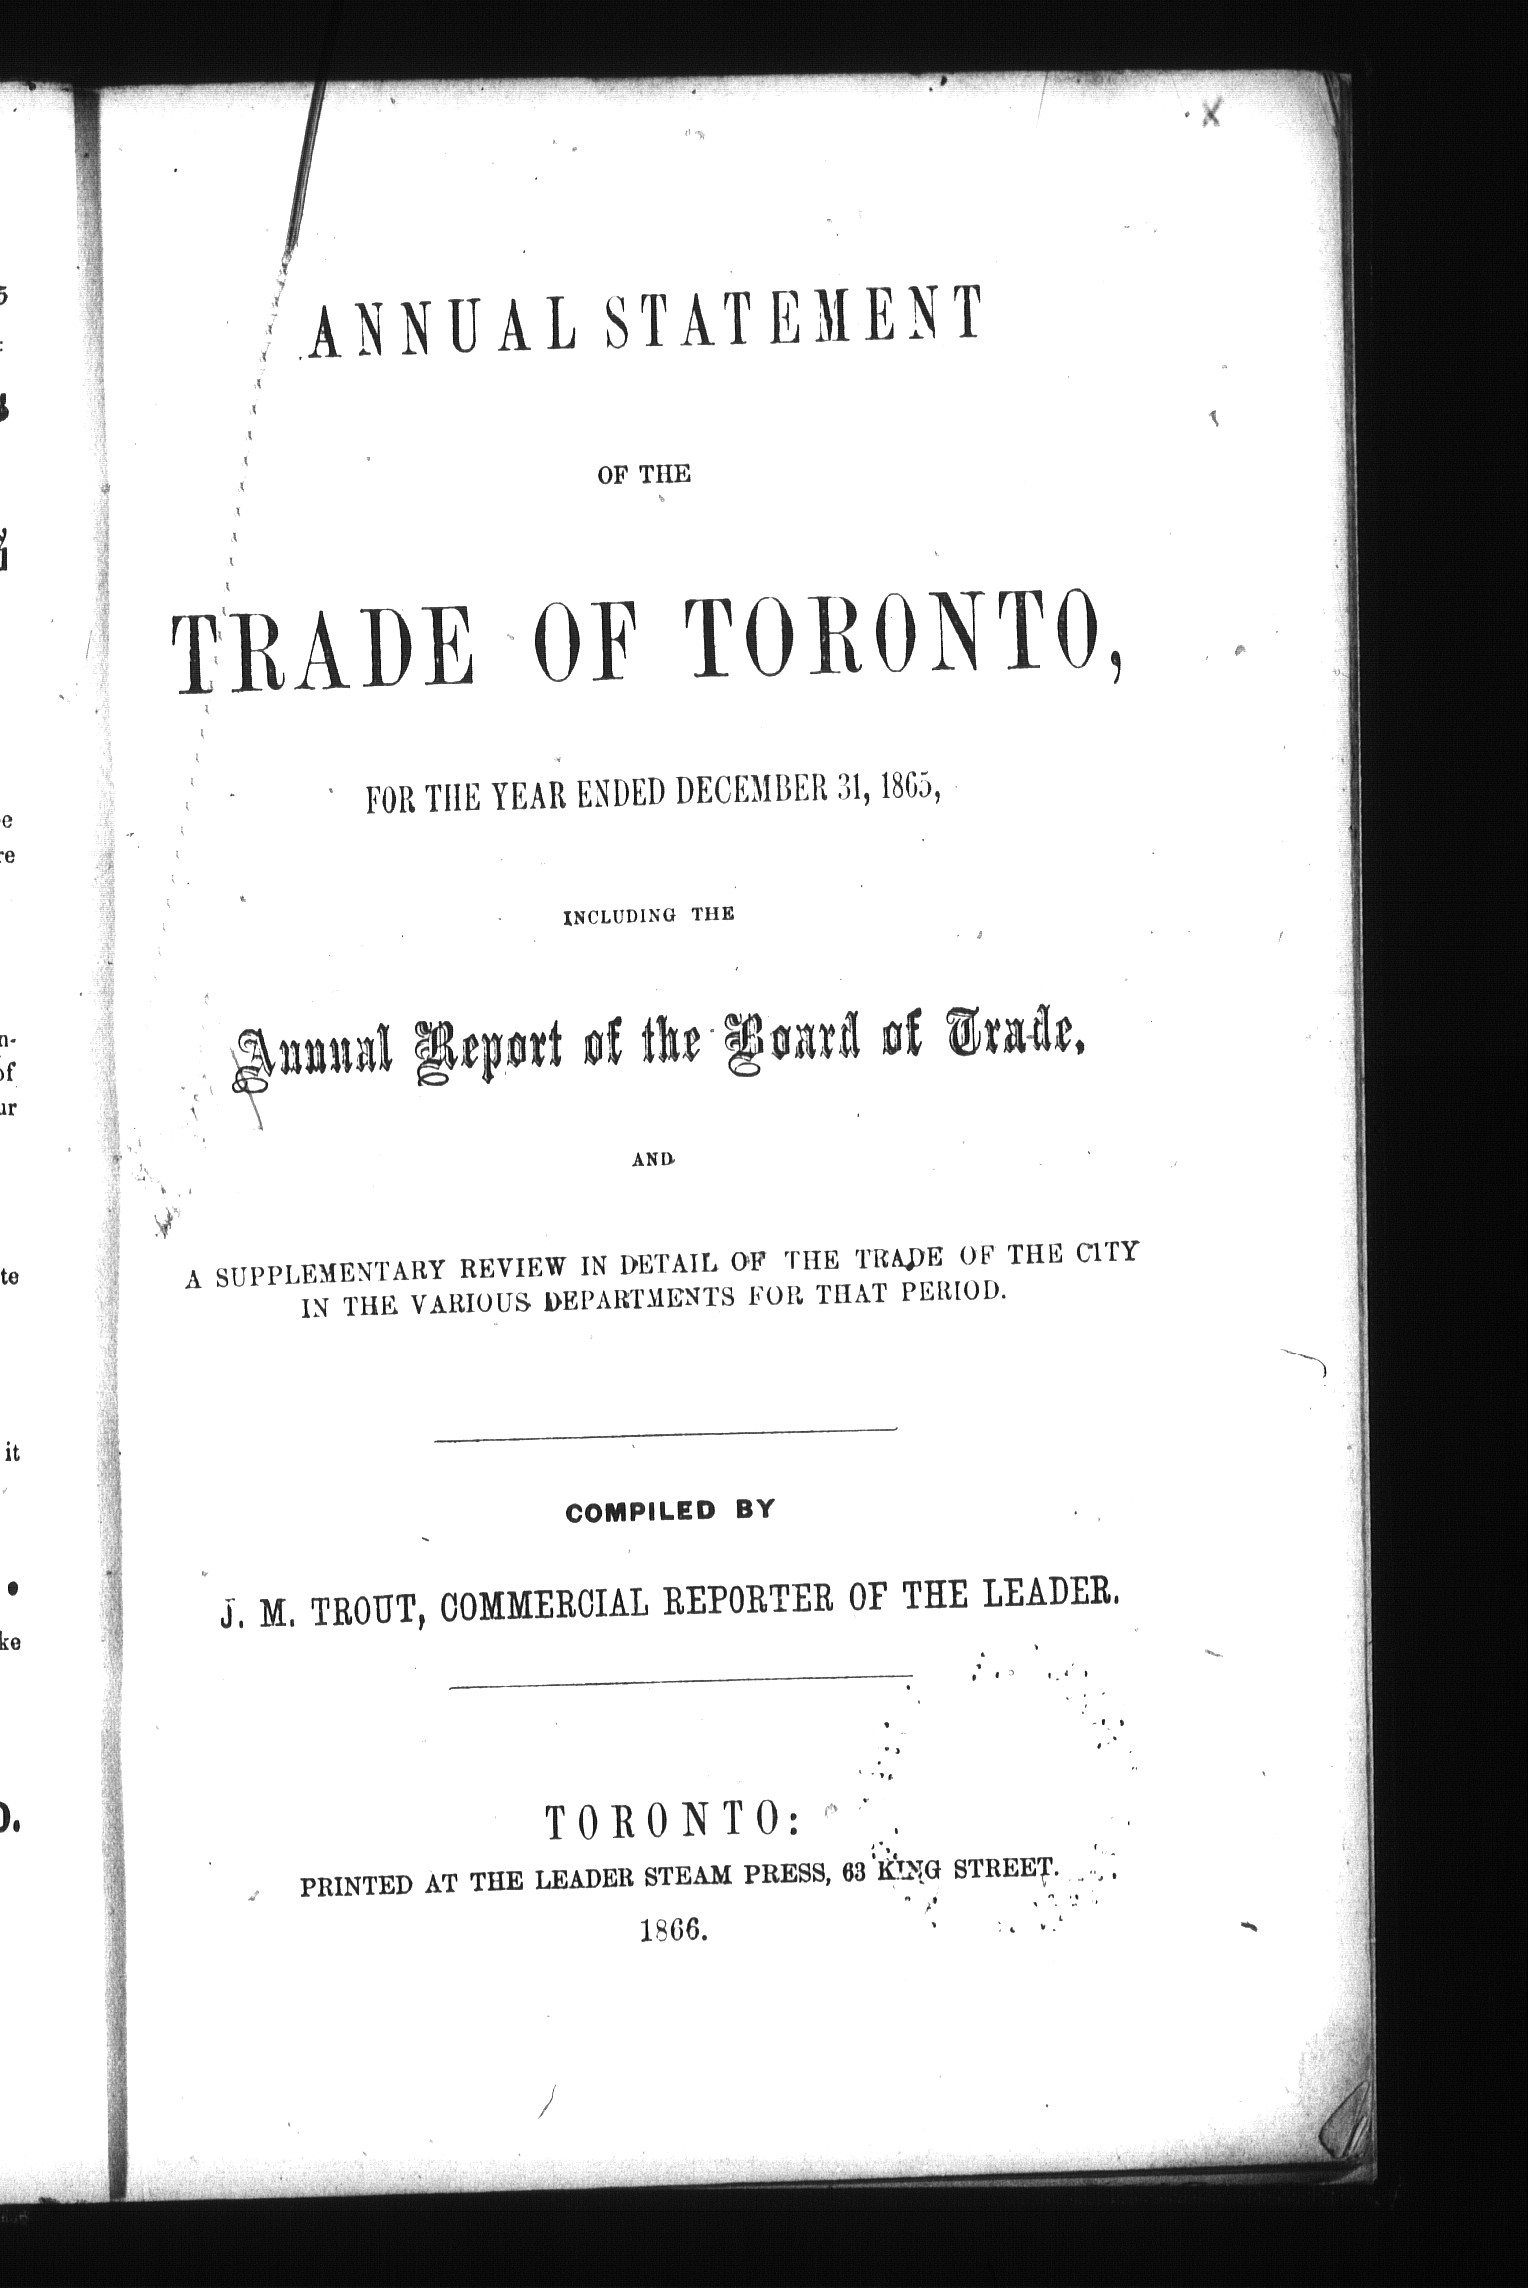 ANNUAL STATEMENT
OF THE
TRADE OF TORONTO,
FOR THE YEAR ENDED DECEMBER 31, 1865,
INCLUDING THE
Annual Report of the Board of Trade,
AND
A SUPPLEMENTARY REVIEW IN DETAIL OF THE TRADE OF THE CITY
IN THE VARIOUS DEPARTMENTS FOR THAT PERIOD.
COMPILED BY
J. M. TROUT, COMMERCIAL REPORTER OF THE LEADER.
TORONTO:
PRINTED AT THE LEADER STEAM PRESS, 63 KING STREET.
1866.